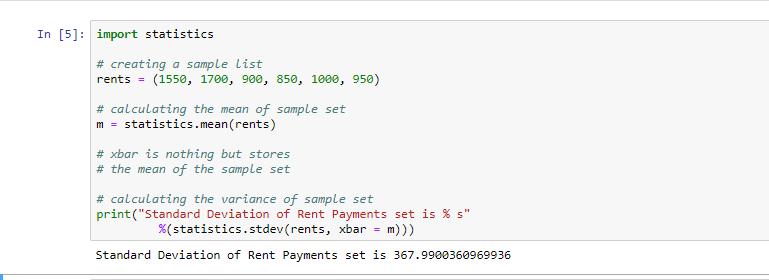 In [5]: import statistics
# creating a sample list
rents = (1550, 1700, 900, 850, 1000, 950)
# calculating the mean of sample set
m = statistics.mean(rents)
# xbar is nothing but stores
# the mean of the sample set
# calculating the variance of sample set
print("Standard Deviation of Rent Payments set is % s"
%(statistics.stdev(rents, xbar = m)))
Standard Deviation of Rent Payments set is 367.9900360969936